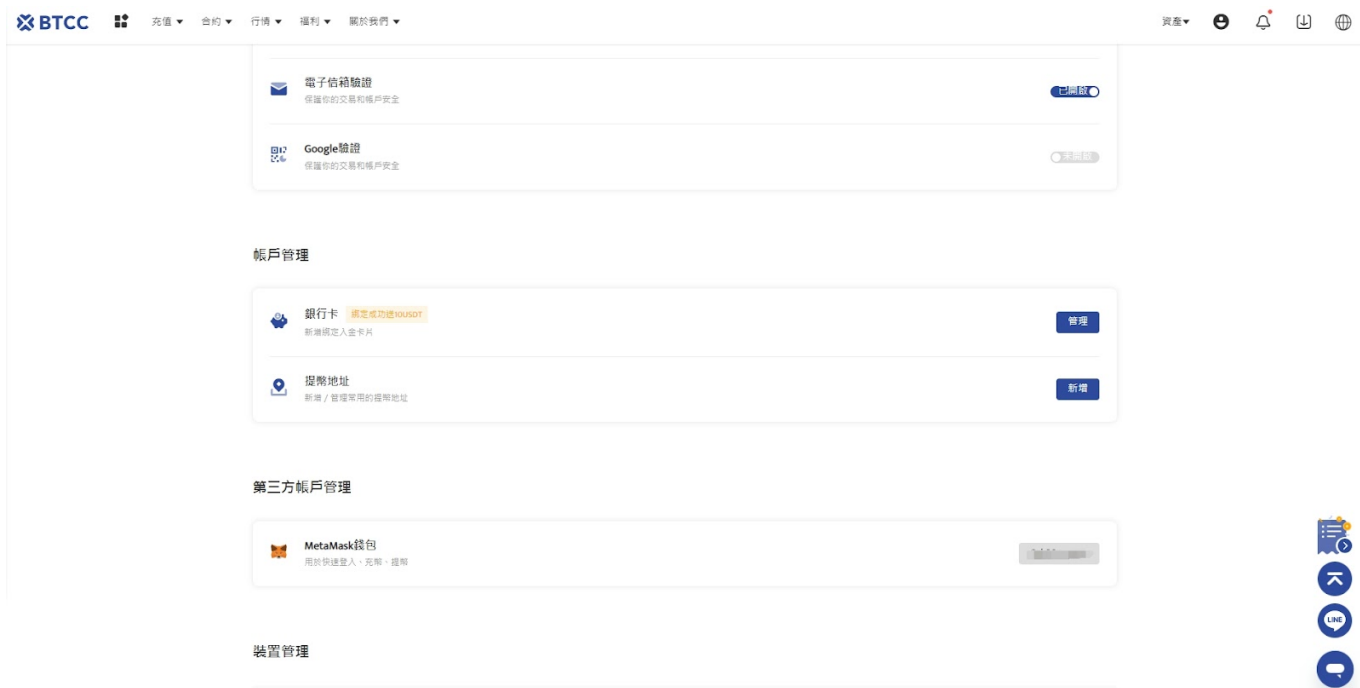 BTCC 充值 合約 行情 福利 關於我們 資產
電子信箱驗證
保護你的交易和帳戶安全
已開啟
Google驗證
保護你的交易和帳戶安全
未開啟
帳戶管理
銀行卡 綁定成功送10USDT
新增綁定入金卡片
管理
提幣地址
新增 / 管理常用的提幣地址
新增
第三方帳戶管理
MetaMask錢包
用於快速登入、充幣、提幣
LINE
裝置管理